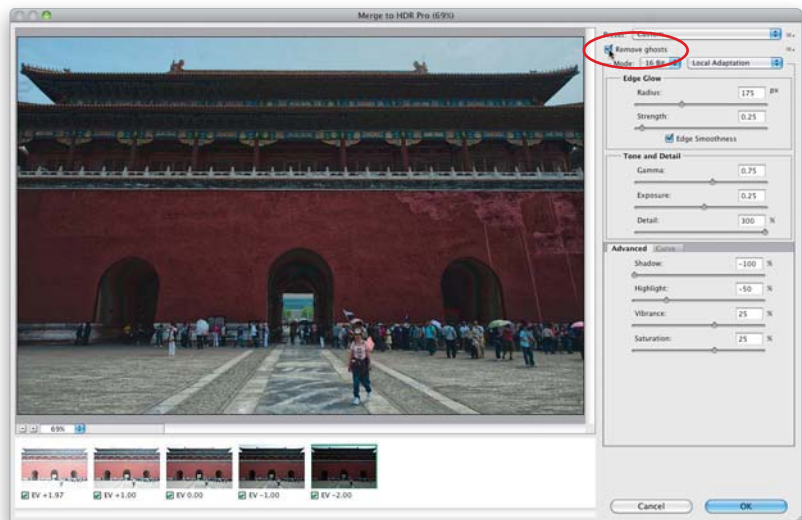 Merge to HDR Pro (69%)
Preset: Custom
Remove ghosts
Mode: 16 Bit Local Adaptation
Edge Glow
Radius: 175 px
Strength: 0.25
Edge Smoothness
Tone and Detail
Gamma: 0.75
Exposure: 0.25
Detail: 300 %
Advanced Curve
Shadow: -100 %
Highlight: -50 %
Vibrance: 25 %
Saturation: 25 %
69%
EV +1.97 EV +1.00 EV 0.00 EV -1.00 EV -2.00
Cancel OK